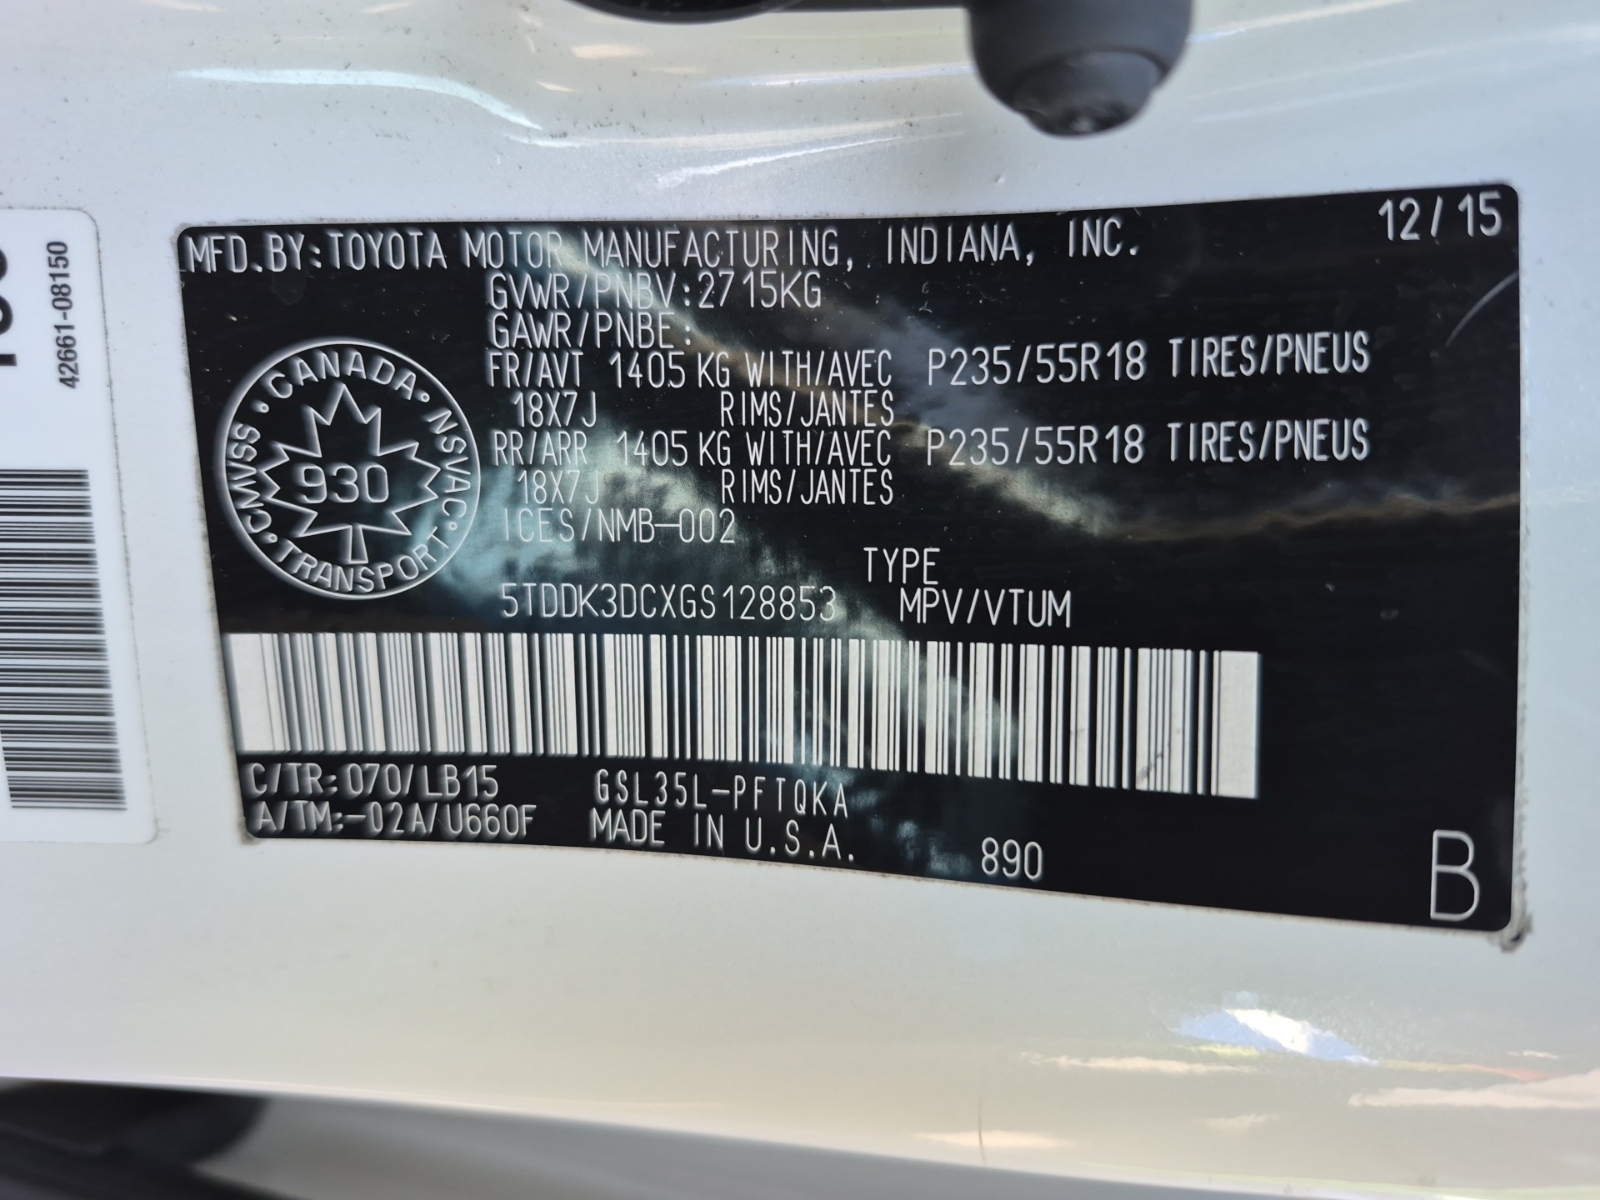 42661-08150
MFD.BY:TOYOTA MOTOR MANUFACTURING, INDIANA, INC. 12/15
GVWR/PNBV:2715KG
GAWR/PNBE:
FR/AVT 1405 KG WITH/AVEC P235/55R18 TIRES/PNEUS
18X7J RIMS/JANTES
RR/ARR 1405 KG WITH/AVEC P235/55R18 TIRES/PNEUS
18X7J RIMS/JANTES
ICES/NMB-002
CMVSS · CANADA · NSVAC · TRANSPORT ·
930
TYPE
5TDDK3DCXGS128853 MPV/VTUM
C/TR:070/LB15 GSL35L-PFTQKA
A/TM:-02A/U660F MADE IN U.S.A.
890
B